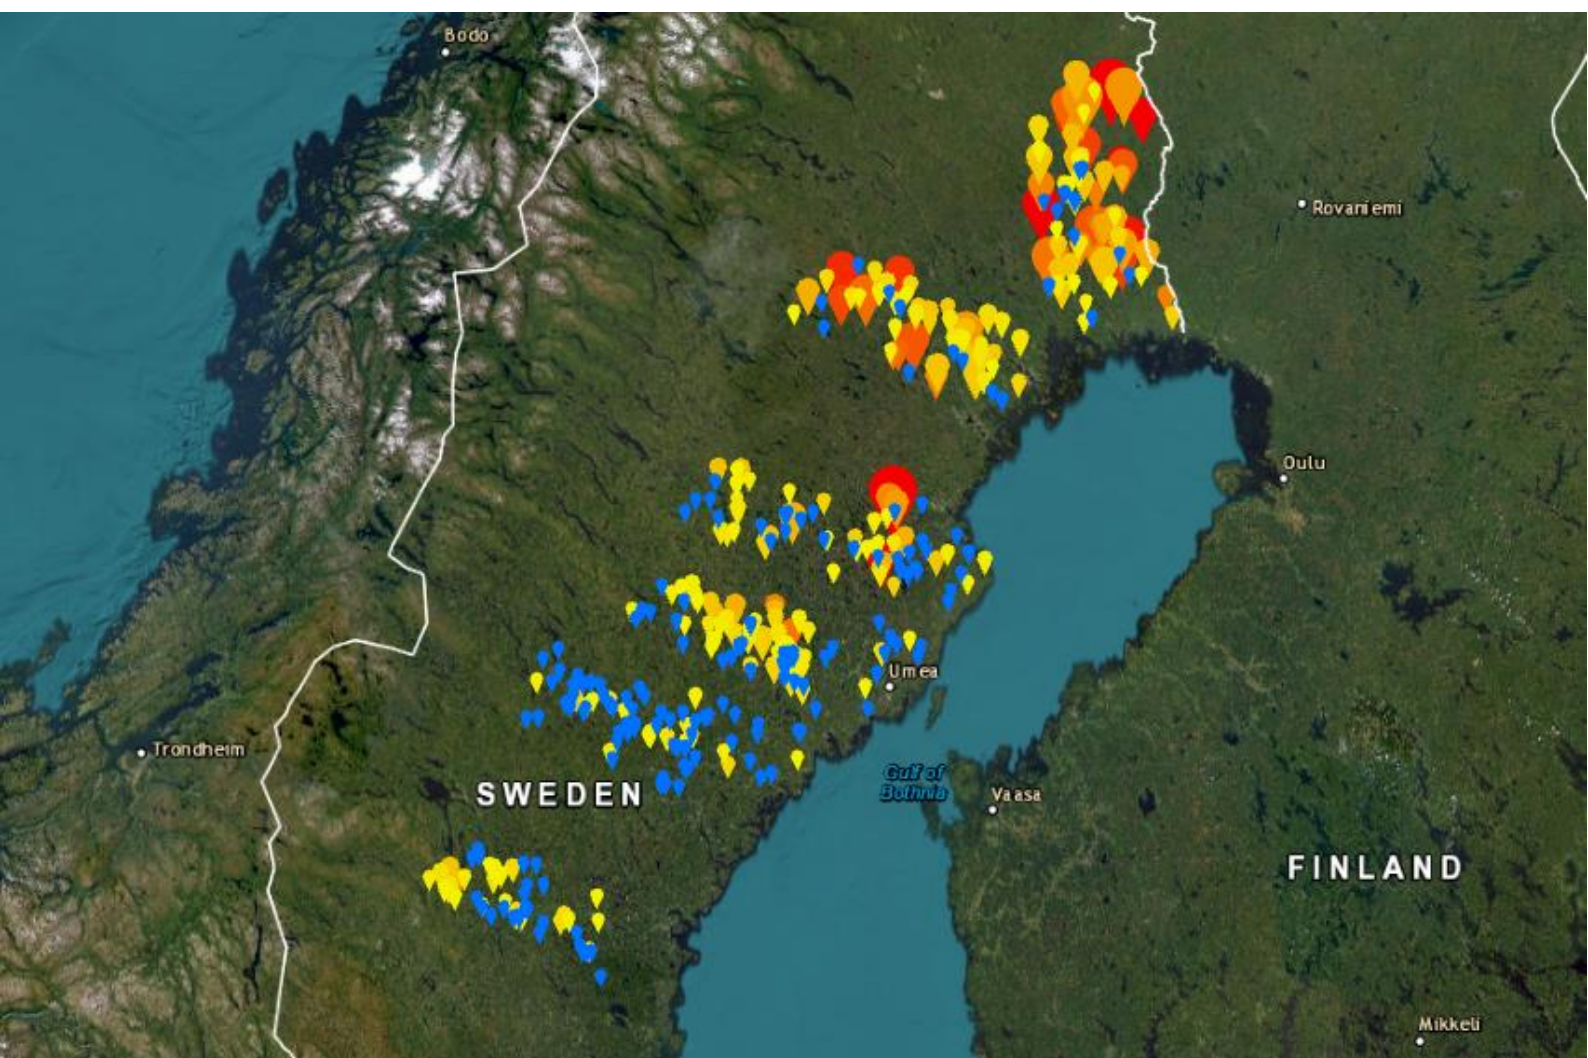 Bodo
Rovaniemi
Oulu
Umea
Trondheim
Gulf of
Bothnia
Vaasa
SWEDEN
FINLAND
Mikkeli